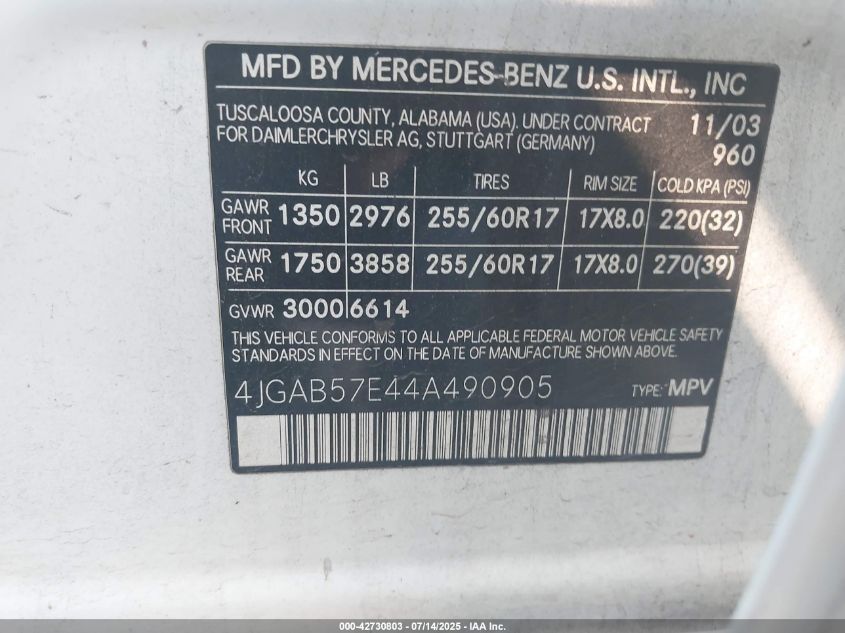 MFD BY MERCEDES-BENZ U.S. INTL., INC
TUSCALOOSA COUNTY, ALABAMA (USA), UNDER CONTRACT 11/03
FOR DAIMLERCHRYSLER AG, STUTTGART (GERMANY) 960
KG LB TIRES RIM SIZE COLD KPA (PSI)
GAWR FRONT 1350 2976 255/60R17 17X8.0 220(32)
GAWR REAR 1750 3858 255/60R17 17X8.0 270(39)
GVWR 3000 6614
THIS VEHICLE CONFORMS TO ALL APPLICABLE FEDERAL MOTOR VEHICLE SAFETY
STANDARDS IN EFFECT ON THE DATE OF MANUFACTURE SHOWN ABOVE.
4JGAB57E44A490905 TYPE: MPV
000-42730803 - 07/14/2025 - IAA Inc.